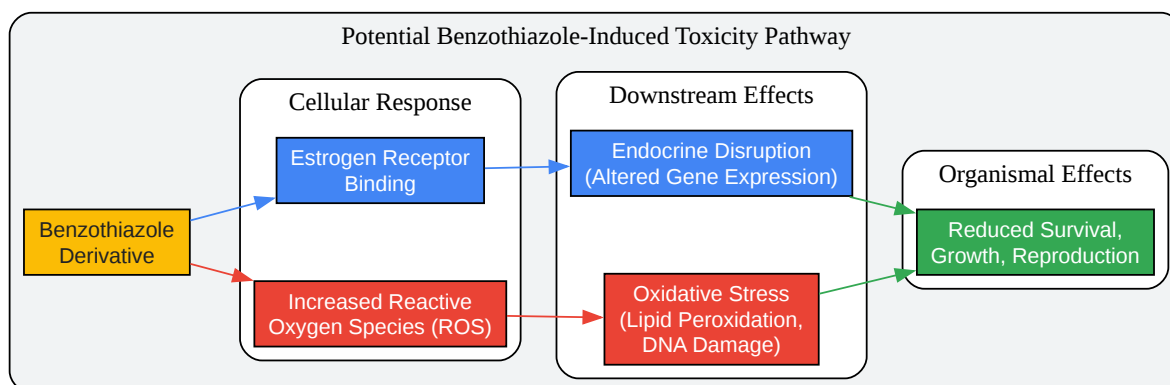 Potential Benzothiazole-Induced Toxicity Pathway
Cellular Response
Downstream Effects
Organismal Effects
Benzothiazole
Derivative
Estrogen Receptor
Binding
Increased Reactive
Oxygen Species (ROS)
Endocrine Disruption
(Altered Gene Expression)
Oxidative Stress
(Lipid Peroxidation,
DNA Damage)
Reduced Survival,
Growth, Reproduction